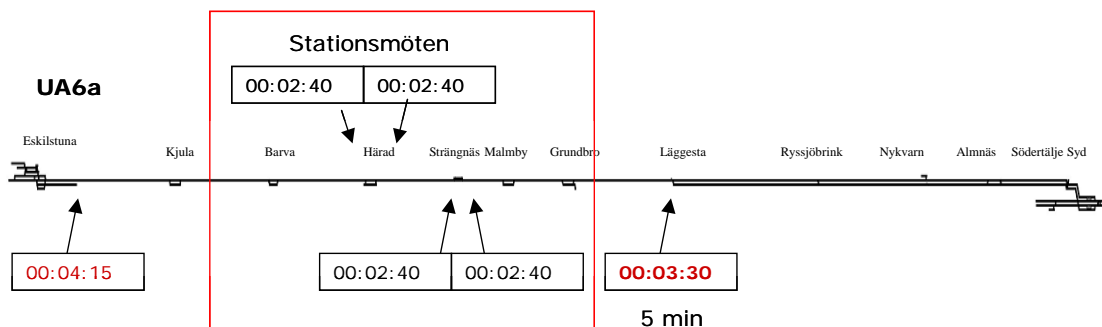 Stationsmöten
00:02:40 00:02:40
UA6a
Eskilstuna Kjula Barva Härad Strängnäs Malmby Grundbro Läggesta Ryssjöbrink Nykvarn Almnäs Södertälje Syd
00:04:15 00:02:40 00:02:40 00:03:30
5 min